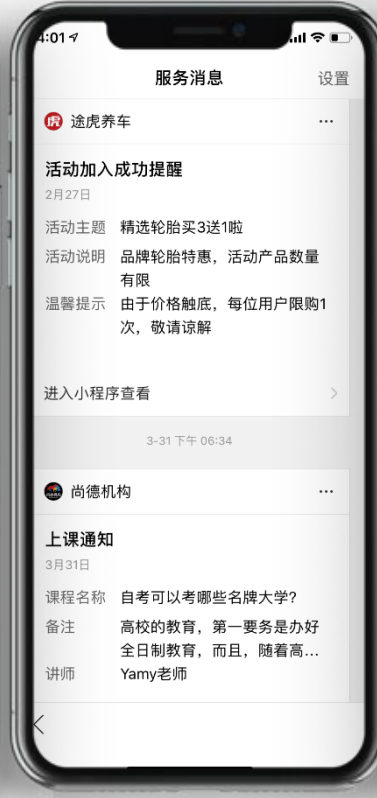 4:01
服务消息 设置
途虎养车
活动加入成功提醒
2月27日
活动主题 精选轮胎买3送1啦
活动说明 品牌轮胎特惠，活动产品数量
有限
温馨提示 由于价格触底，每位用户限购1
次，敬请谅解
进入小程序查看
3-31 下午 06:34
尚德机构
上课通知
3月31日
课程名称 自考可以考哪些名牌大学?
备注 高校的教育，第一要务是办好
全日制教育，而且，随着高...
讲师 Yamy老师